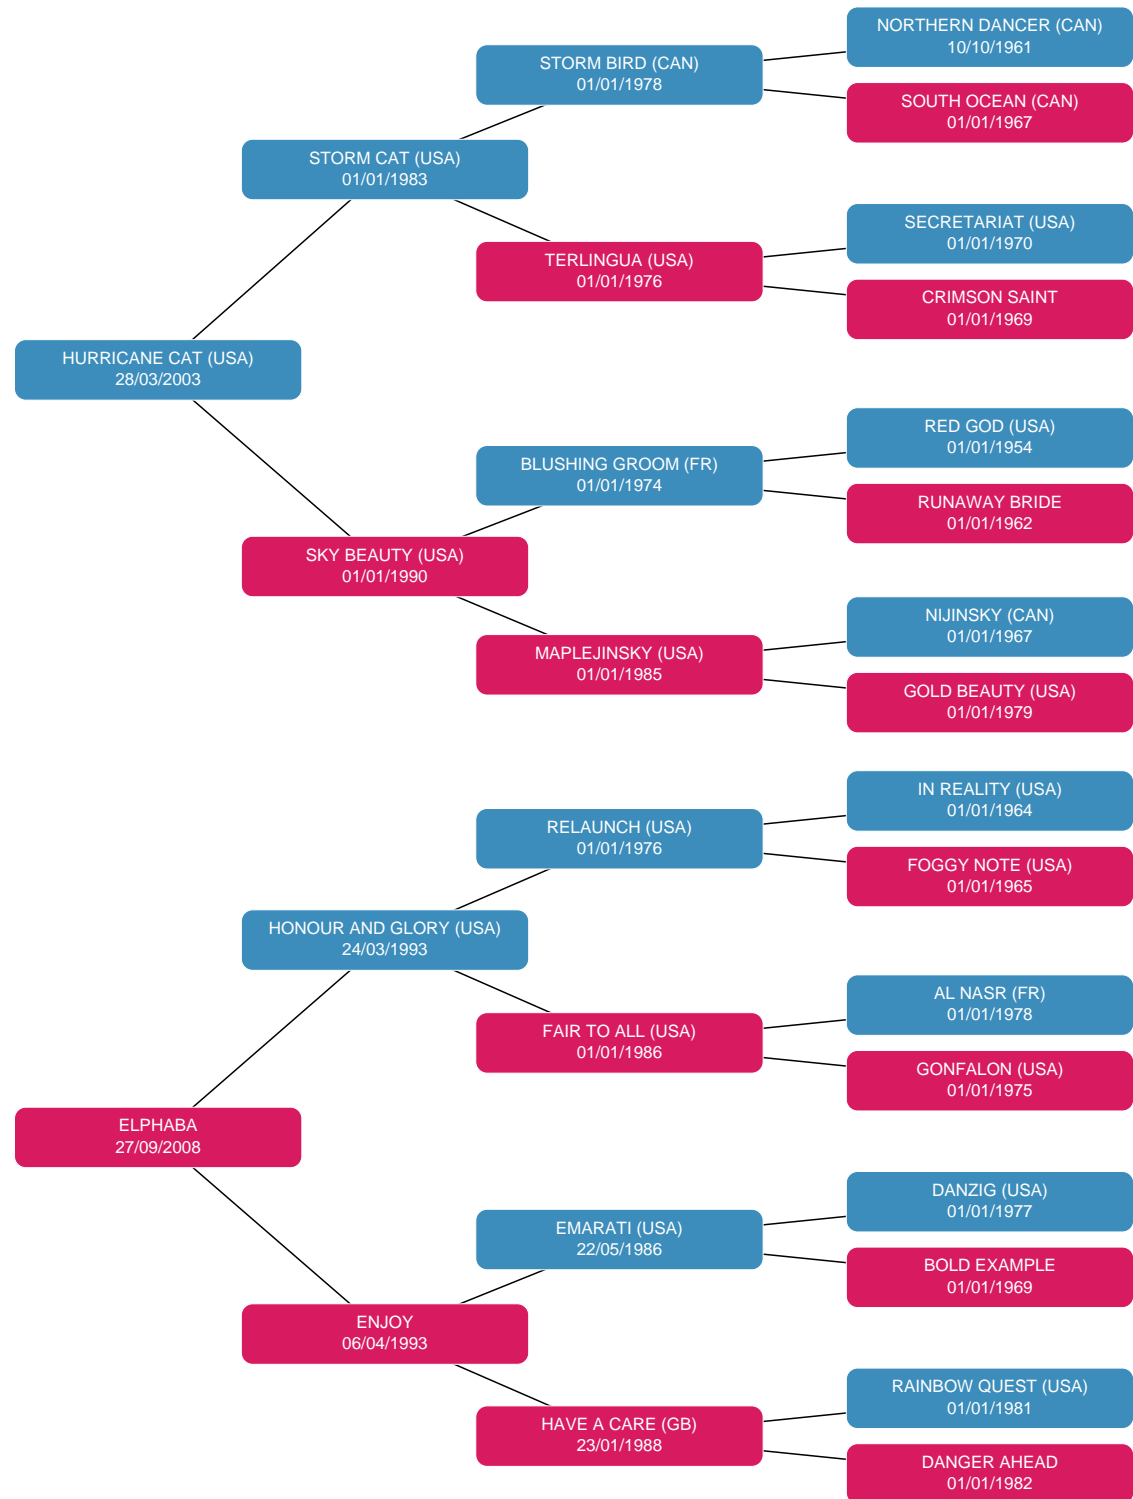 NORTHERN DANCER (CAN)
10/10/1961
STORM BIRD (CAN)
01/01/1978
SOUTH OCEAN (CAN)
01/01/1967
STORM CAT (USA)
01/01/1983
SECRETARIAT (USA)
01/01/1970
TERLINGUA (USA)
01/01/1976
CRIMSON SAINT
01/01/1969
HURRICANE CAT (USA)
28/03/2003
RED GOD (USA)
01/01/1954
BLUSHING GROOM (FR)
01/01/1974
RUNAWAY BRIDE
01/01/1962
SKY BEAUTY (USA)
01/01/1990
NIJINSKY (CAN)
01/01/1967
MAPLEJINSKY (USA)
01/01/1985
GOLD BEAUTY (USA)
01/01/1979
IN REALITY (USA)
01/01/1964
RELAUNCH (USA)
01/01/1976
FOGGY NOTE (USA)
01/01/1965
HONOUR AND GLORY (USA)
24/03/1993
AL NASR (FR)
01/01/1978
FAIR TO ALL (USA)
01/01/1986
GONFALON (USA)
01/01/1975
ELPHABA
27/09/2008
DANZIG (USA)
01/01/1977
EMARATI (USA)
22/05/1986
BOLD EXAMPLE
01/01/1969
ENJOY
06/04/1993
RAINBOW QUEST (USA)
01/01/1981
HAVE A CARE (GB)
23/01/1988
DANGER AHEAD
01/01/1982